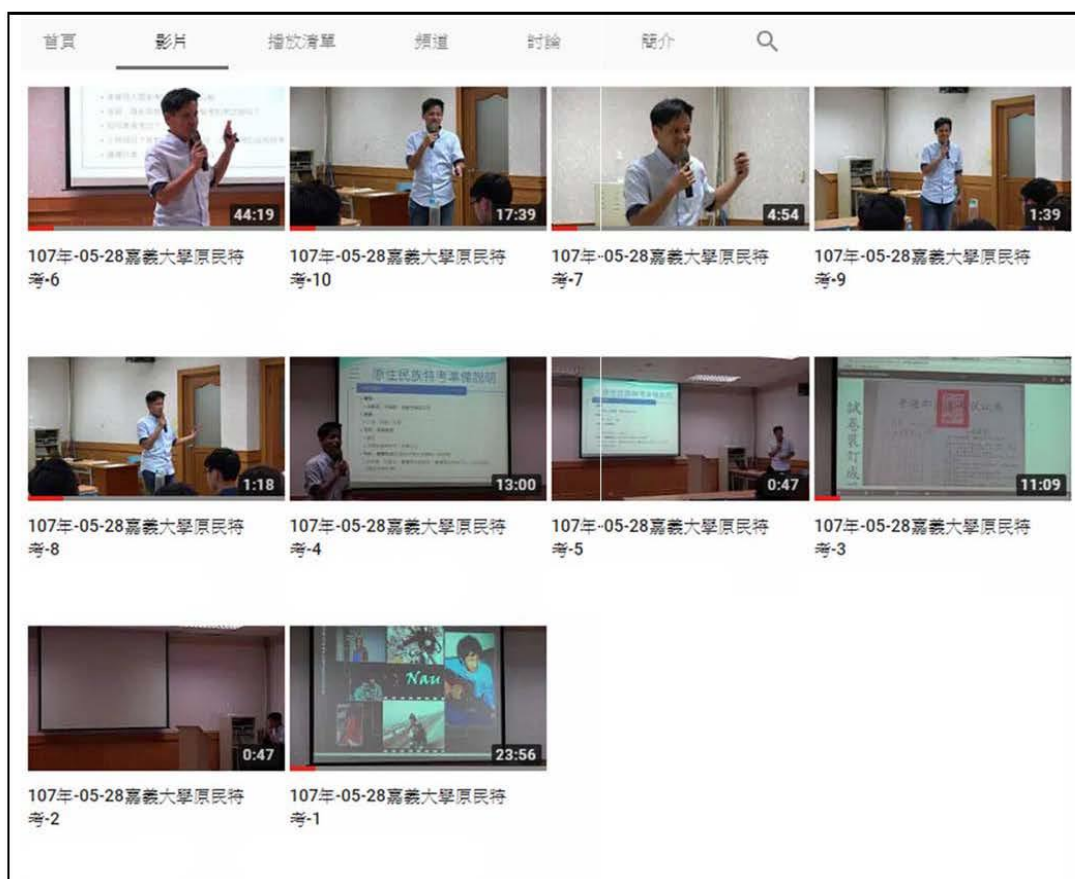 首頁 影片 播放清單 頻道 討論 簡介
44:19 17:39 4:54 1:39
107年-05-28嘉義大學原民特
考-6
107年-05-28嘉義大學原民特
考-10
107年-05-28嘉義大學原民特
考-7
107年-05-28嘉義大學原民特
考-9
原住民族特考準備說明
試卷裝訂成
1:18 13:00 0:47 11:09
107年-05-28嘉義大學原民特
考-8
107年-05-28嘉義大學原民特
考-4
107年-05-28嘉義大學原民特
考-5
107年-05-28嘉義大學原民特
考-3
Nau
0:47 23:56
107年-05-28嘉義大學原民特
考-2
107年-05-28嘉義大學原民特
考-1